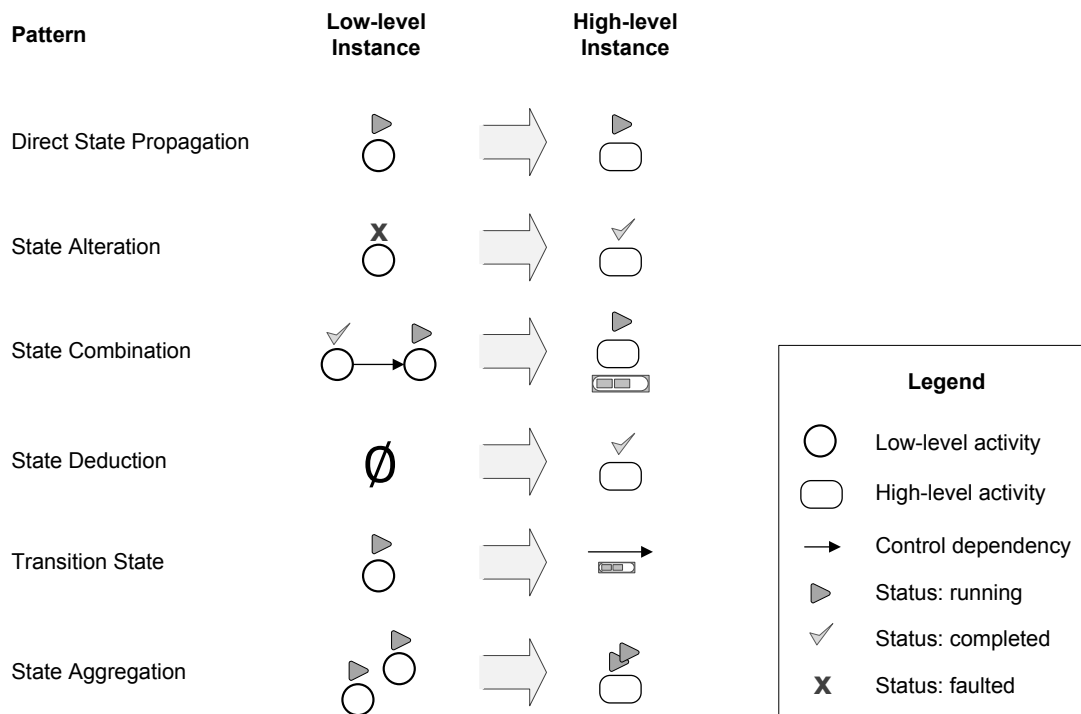 Pattern
Low-level
Instance
High-level
Instance
Direct State Propagation
State Alteration
x
State Combination
State Deduction
Ø
Transition State
State Aggregation
Legend
Low-level activity
High-level activity
Control dependency
Status: running
Status: completed
x Status: faulted